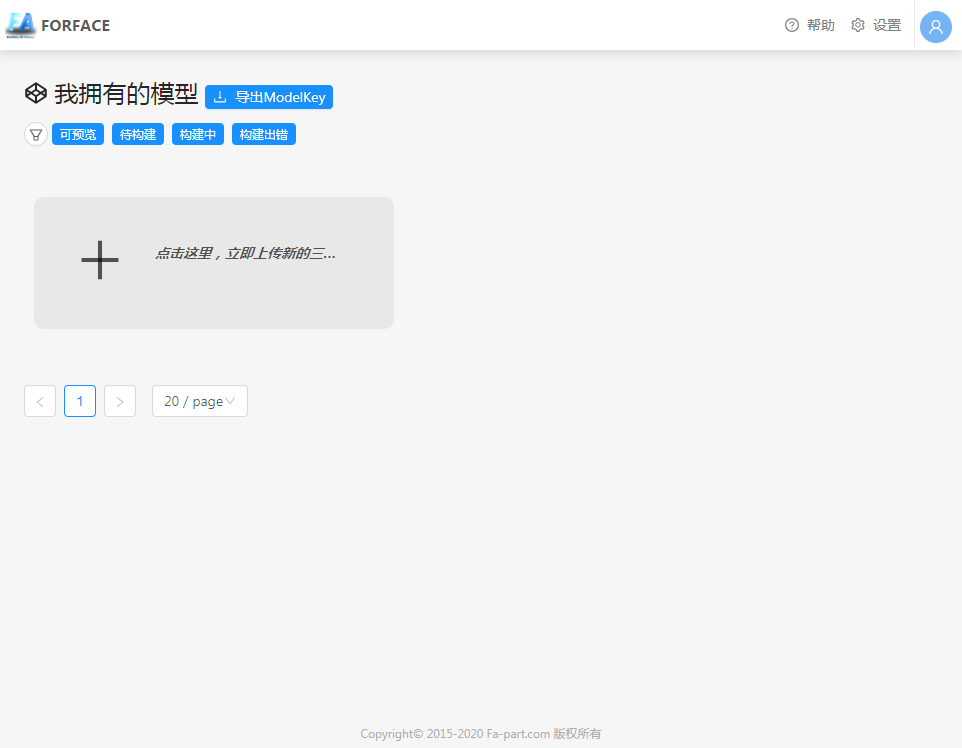 FORFACE
帮助 设置
我拥有的模型 导出ModelKey
可预览 待构建 构建中 构建出错
点击这里，立即上传新的三...
1 20 / page
Copyright© 2015-2020 Fa-part.com 版权所有